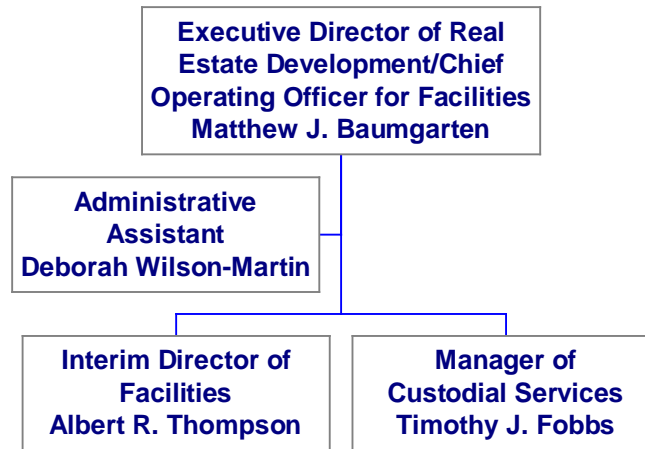 Executive Director of Real
Estate Development/Chief
Operating Officer for Facilities
Matthew J. Baumgarten
Administrative
Assistant
Deborah Wilson-Martin
Interim Director of
Facilities
Albert R. Thompson
Manager of
Custodial Services
Timothy J. Fobbs